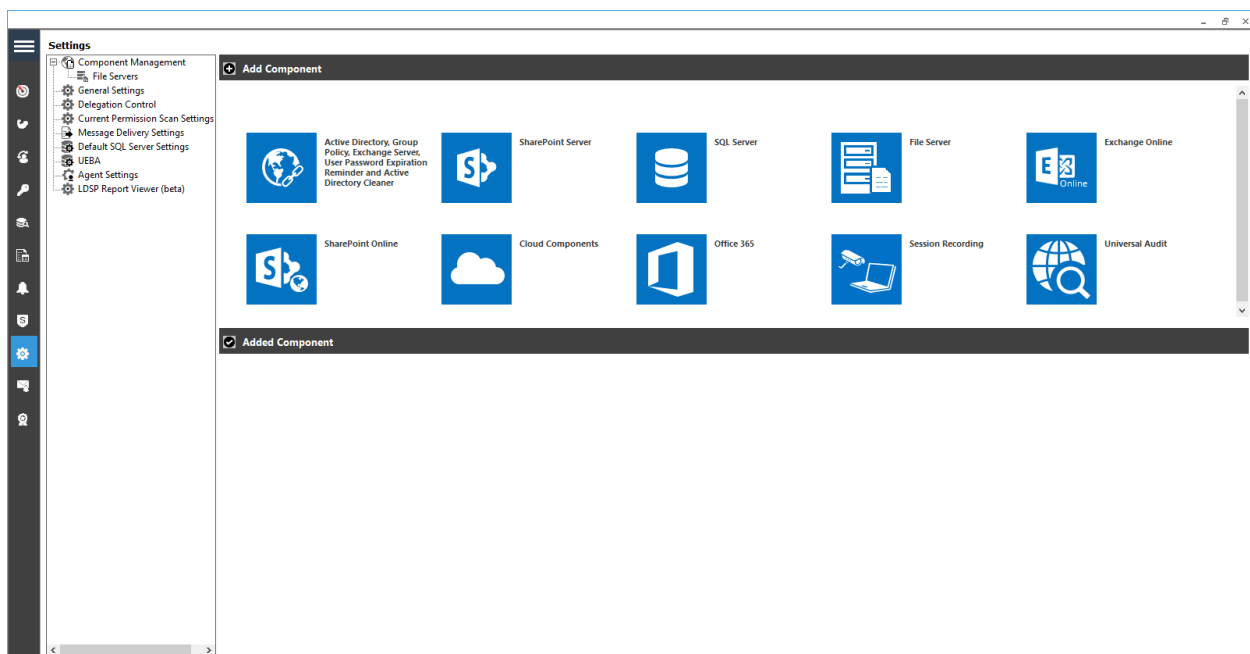 Settings
Component Management
File Servers
General Settings
Delegation Control
Current Permission Scan Settings
Message Delivery Settings
Default SQL Server Settings
UEBA
Agent Settings
LDSP Report Viewer (beta)
Add Component
Active Directory, Group
Policy, Exchange Server,
User Password Expiration
Reminder and Active
Directory Cleaner
S
SharePoint Server
SQL Server
File Server
E
Online
Exchange Online
S
SharePoint Online
Cloud Components
Office 365
Session Recording
Universal Audit
S
Added Component